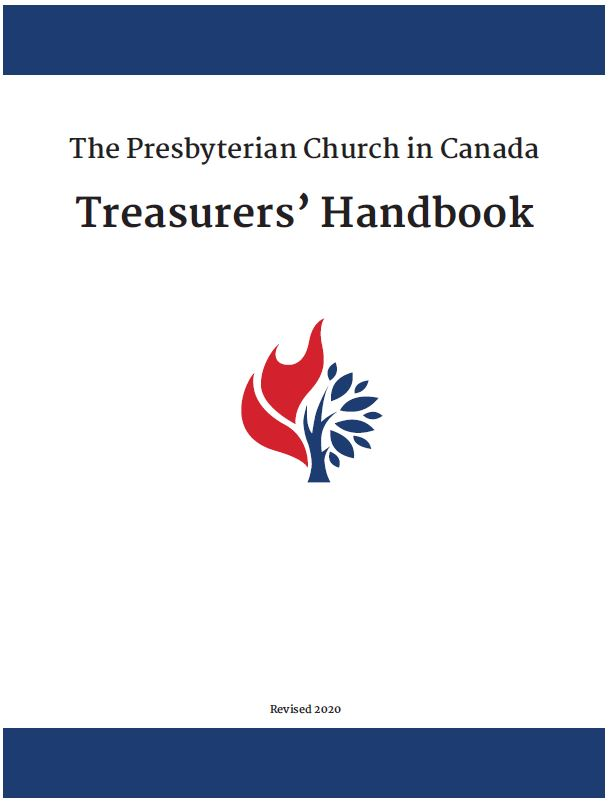 The Presbyterian Church in Canada
Treasurers’ Handbook
Revised 2020